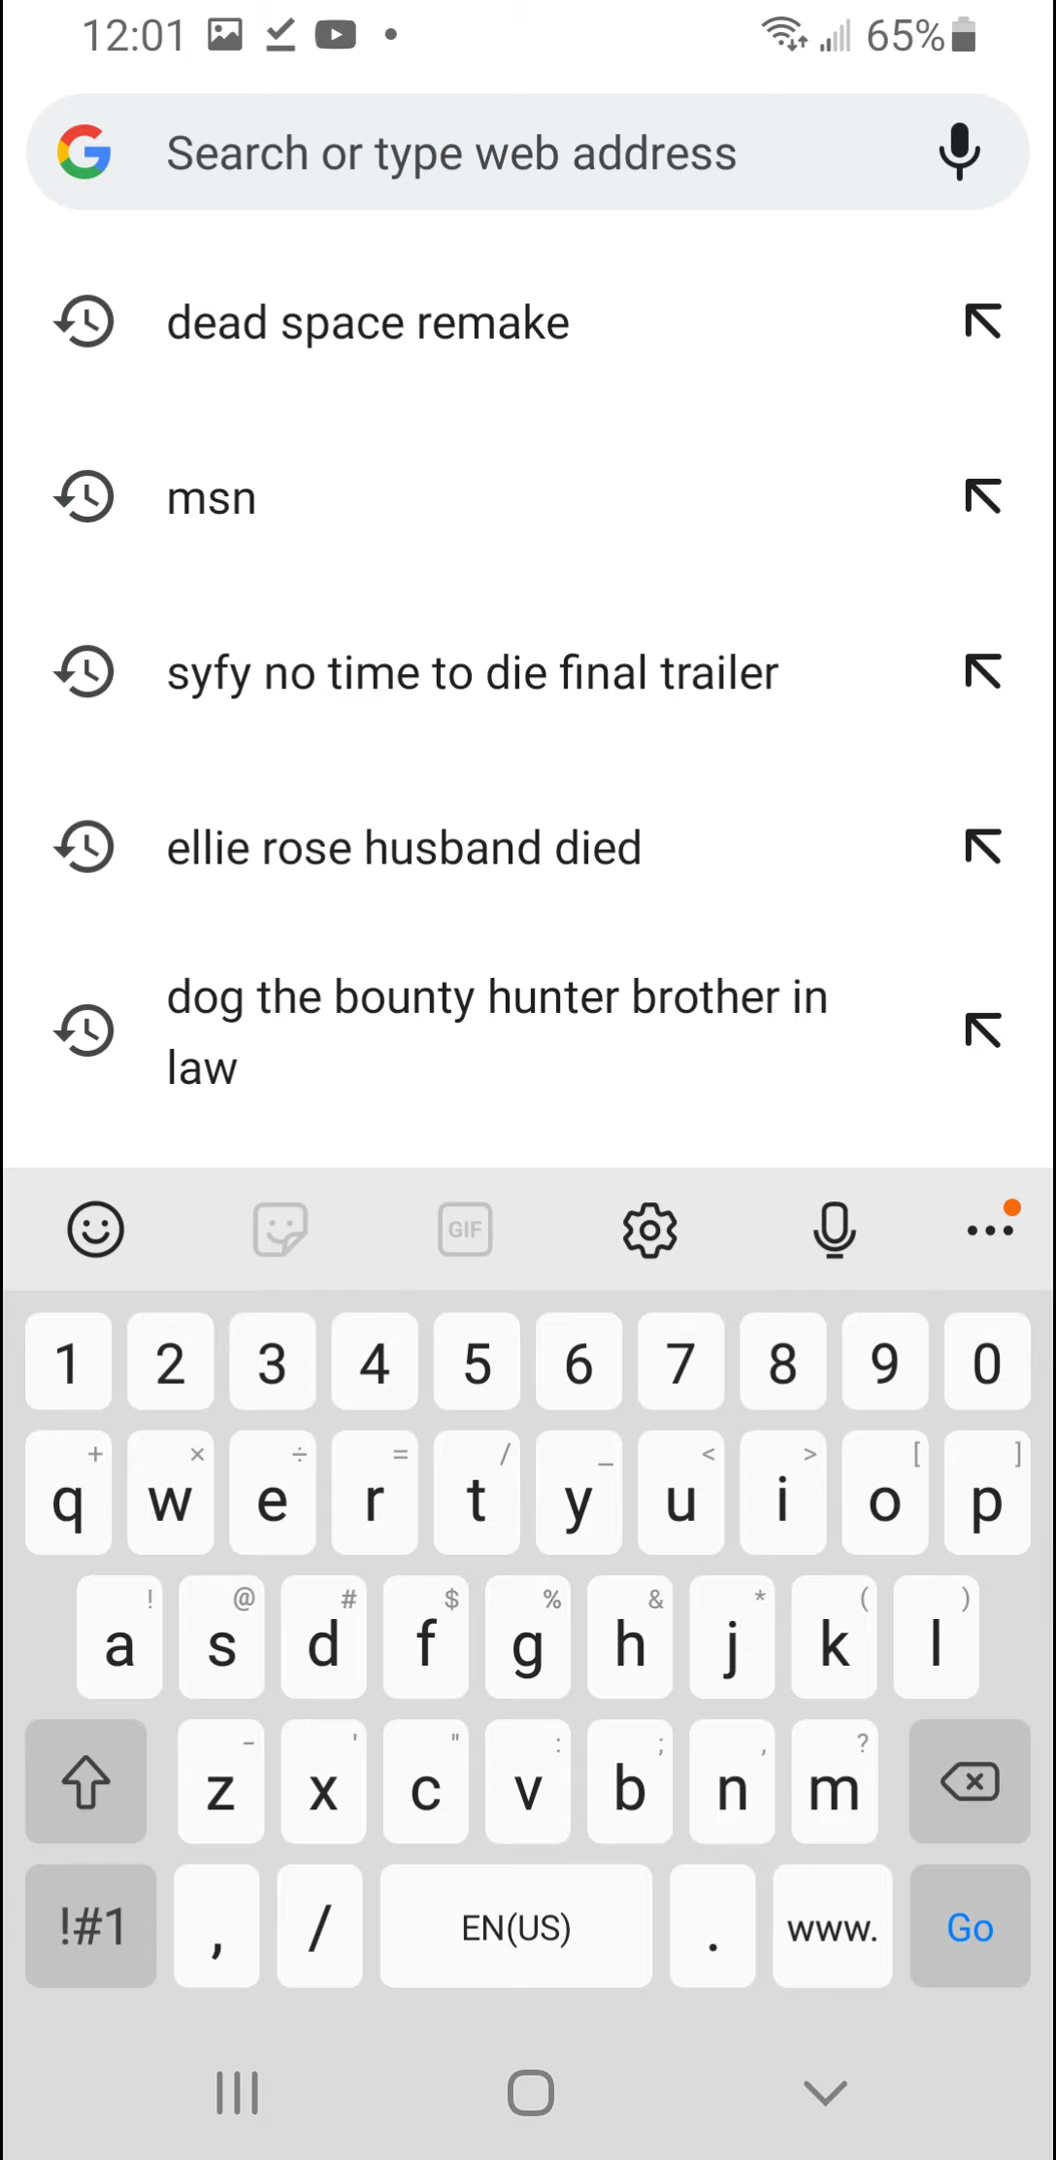 12:01
65%
Search or type web address
dead space remake
msn
syfy no time to die final trailer
ellie rose husband died
dog the bounty hunter brother in
law
GIF
1 2 3 4 5 6 7 8 9 0
+ × ÷ = / _ < > [ ]
q w e r t y u i o p
! @ # $ % & * ( )
a s d f g h j k l
- ' " : ; , ?
z x c v b n m
!#1 , / EN(US) . www. Go